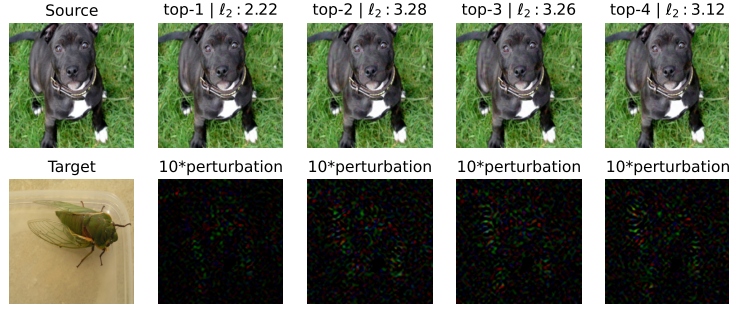 Source
top-1 | ℓ₂ : 2.22
top-2 | ℓ₂ : 3.28
top-3 | ℓ₂ : 3.26
top-4 | ℓ₂ : 3.12
Target
10*perturbation
10*perturbation
10*perturbation
10*perturbation